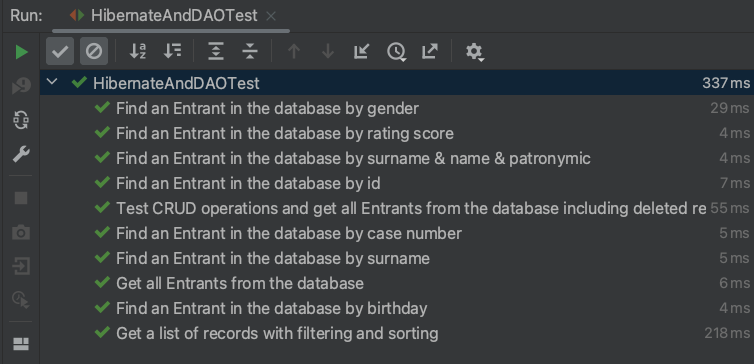 Run: HibernateAndDAOTest
HibernateAndDAOTest 337 ms
Find an Entrant in the database by gender 29 ms
Find an Entrant in the database by rating score 4 ms
Find an Entrant in the database by surname & name & patronymic 4 ms
Find an Entrant in the database by id 7 ms
Test CRUD operations and get all Entrants from the database including deleted re 55 ms
Find an Entrant in the database by case number 5 ms
Find an Entrant in the database by surname 5 ms
Get all Entrants from the database 6 ms
Find an Entrant in the database by birthday 4 ms
Get a list of records with filtering and sorting 218 ms